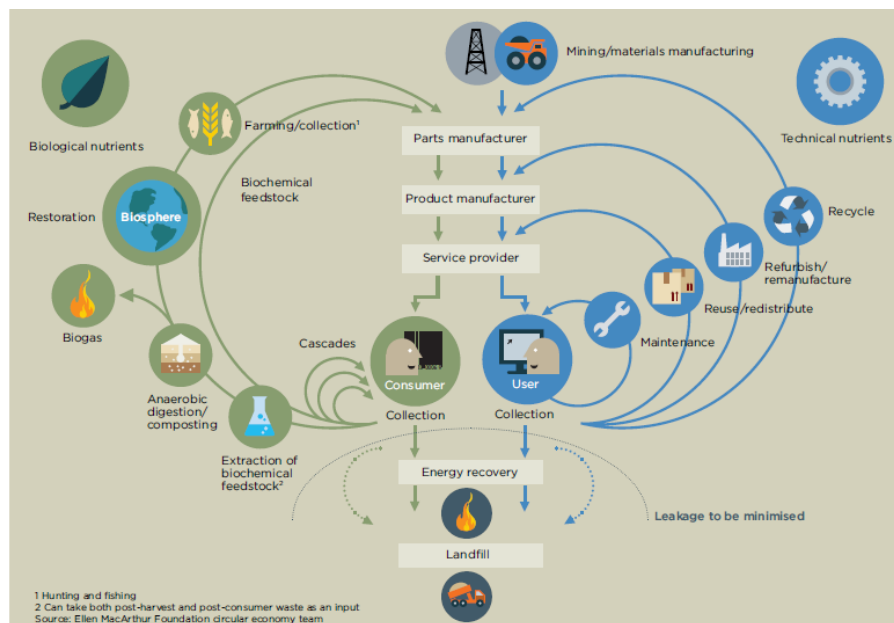 Mining/materials manufacturing
Biological nutrients
Farming/collection¹
Parts manufacturer
Technical nutrients
Biochemical
feedstock
Product manufacturer
Restoration
Biosphere
Recycle
Service provider
Refurbish/
remanufacture
Reuse/redistribute
Biogas
Cascades
Maintenance
Consumer
User
Anaerobic
digestion/
composting
Collection
Collection
Extraction of
biochemical
feedstock²
Energy recovery
Leakage to be minimised
Landfill
1 Hunting and fishing
2 Can take both post-harvest and post-consumer waste as an input
Source: Ellen MacArthur Foundation circular economy team